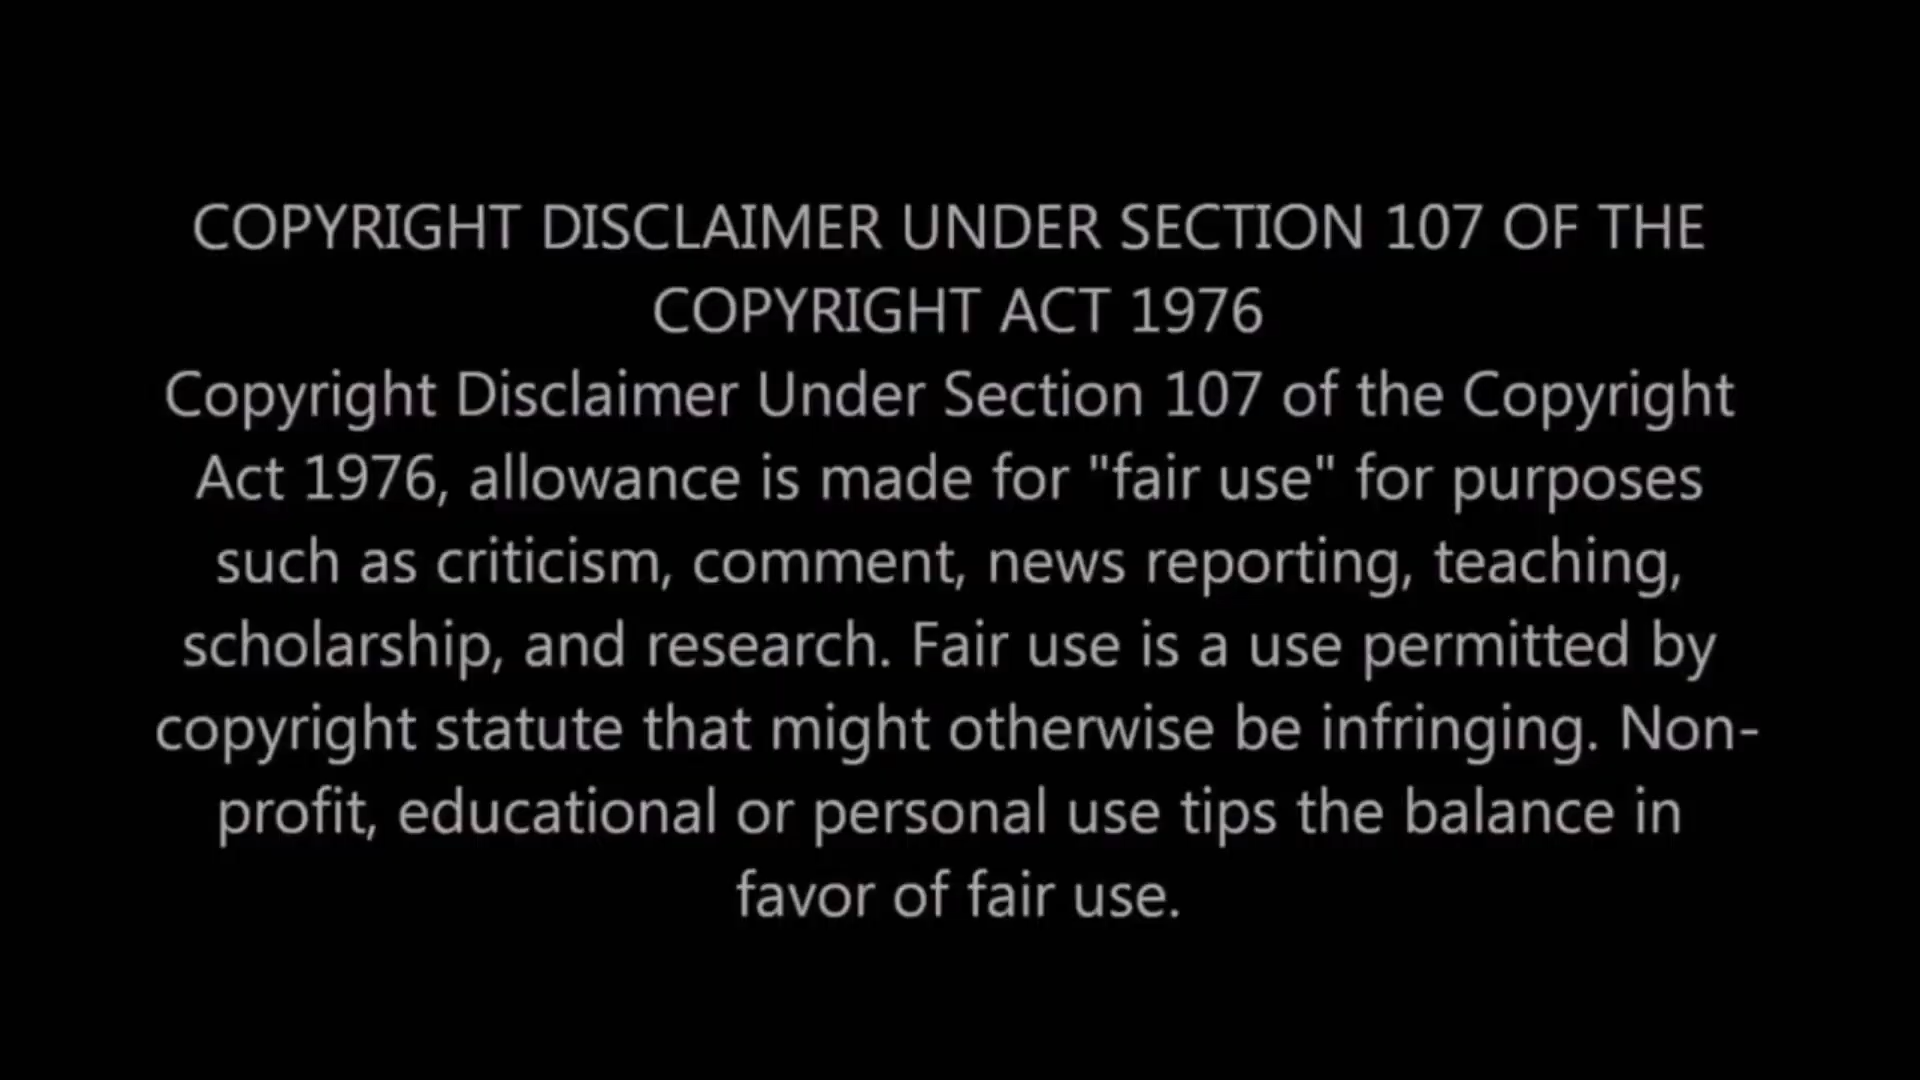 COPYRIGHT DISCLAIMER UNDER SECTION 107 OF THE
COPYRIGHT ACT 1976
Copyright Disclaimer Under Section 107 of the Copyright
Act 1976, allowance is made for "fair use" for purposes
such as criticism, comment, news reporting, teaching,
scholarship, and research. Fair use is a use permitted by
copyright statute that might otherwise be infringing. Non-
profit, educational or personal use tips the balance in
favor of fair use.